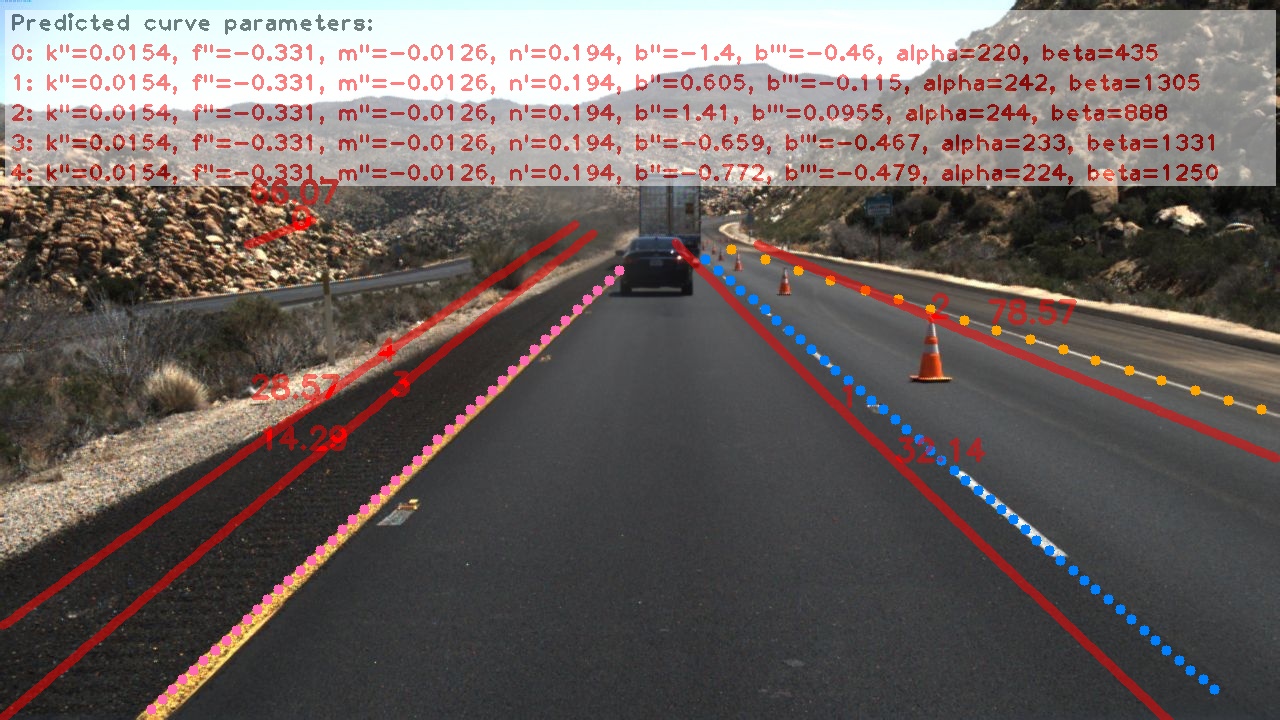 Predicted curve parameters:
0: k''=0.0154, f''=-0.331, m''=-0.0126, n'=0.194, b''=-1.4, b'''=-0.46, alpha=220, beta=435
1: k''=0.0154, f''=-0.331, m''=-0.0126, n'=0.194, b''=0.605, b'''=-0.115, alpha=242, beta=1305
2: k''=0.0154, f''=-0.331, m''=-0.0126, n'=0.194, b''=1.41, b'''=0.0955, alpha=244, beta=888
3: k''=0.0154, f''=-0.331, m''=-0.0126, n'=0.194, b''=-0.659, b'''=-0.467, alpha=233, beta=1331
4: k''=0.0154, f''=-0.331, m''=-0.0126, n'=0.194, b''=-0.772, b'''=-0.479, alpha=224, beta=1250
66.07
0
2 78.57
4
28.57
3
1
14.29
32.14